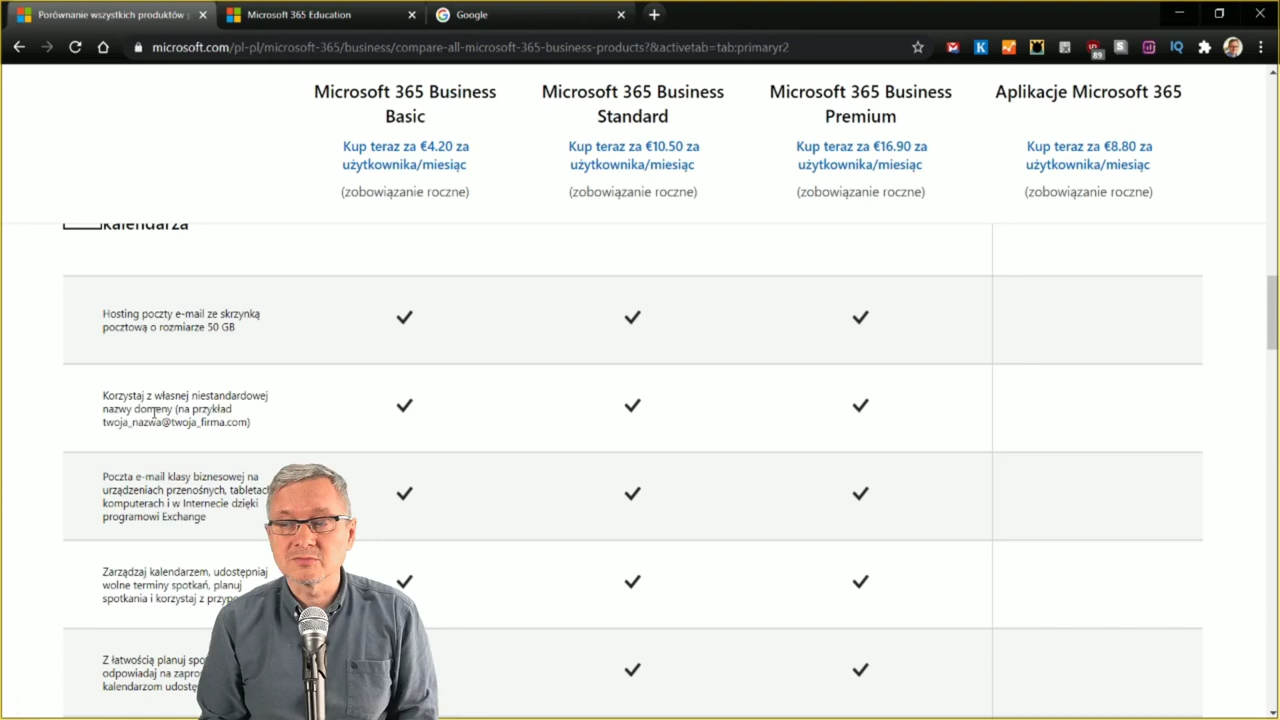 Porównanie wszystkich produktów
Microsoft 365 Education
Google
microsoft.com/pl-pl/microsoft-365/business/compare-all-microsoft-365-business-products?&activetab=tab:primaryr2
89
Microsoft 365 Business
Basic
Kup teraz za €4.20 za
użytkownika/miesiąc
(zobowiązanie roczne)
Microsoft 365 Business
Standard
Kup teraz za €10.50 za
użytkownika/miesiąc
(zobowiązanie roczne)
Microsoft 365 Business
Premium
Kup teraz za €16.90 za
użytkownika/miesiąc
(zobowiązanie roczne)
Aplikacje Microsoft 365
Kup teraz za €8.80 za
użytkownika/miesiąc
(zobowiązanie roczne)
kalendarza
Hosting poczty e-mail ze skrzynką
pocztową o rozmiarze 50 GB
Korzystaj z własnej niestandardowej
nazwy domeny (na przykład
twoja_nazwa@twoja_firma.com)
Poczta e-mail klasy biznesowej na
urządzeniach przenośnych, tabletach
komputerach i w Internecie dzięki
programowi Exchange
Zarządzaj kalendarzem, udostępniaj
wolne terminy spotkań, planuj
spotkania i korzystaj z
Z łatwością planuj
odpowiadaj na
kalendarzom